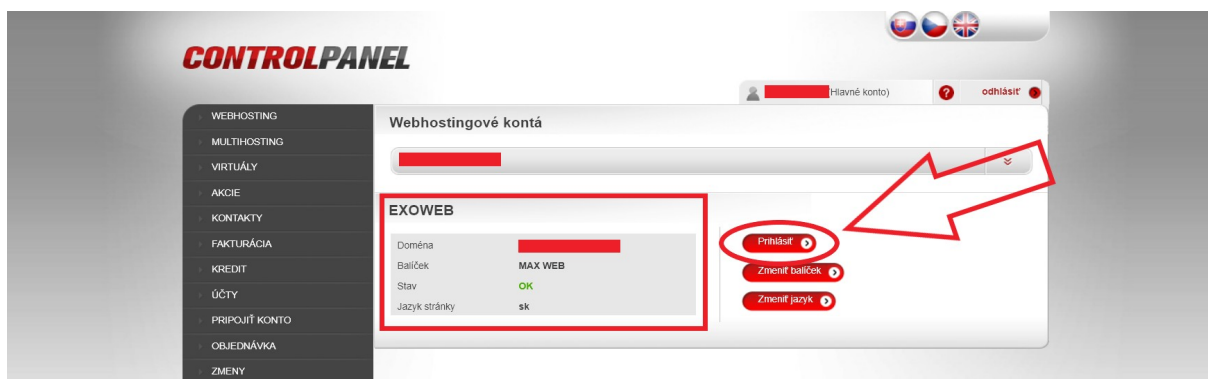 CONTROLPANEL
(Hlavné konto)
odhlásiť
WEBHOSTING
MULTIHOSTING
VIRTUÁLY
AKCIE
KONTAKTY
FAKTURÁCIA
KREDIT
ÚČTY
PRIPOJIŤ KONTO
OBJEDNÁVKA
ZMENY
Webhostingové kontá
EXOWEB
Doména
Balíček MAX WEB
Stav OK
Jazyk stránky sk
Prihlásiť
Zmeniť balíček
Zmeniť jazyk